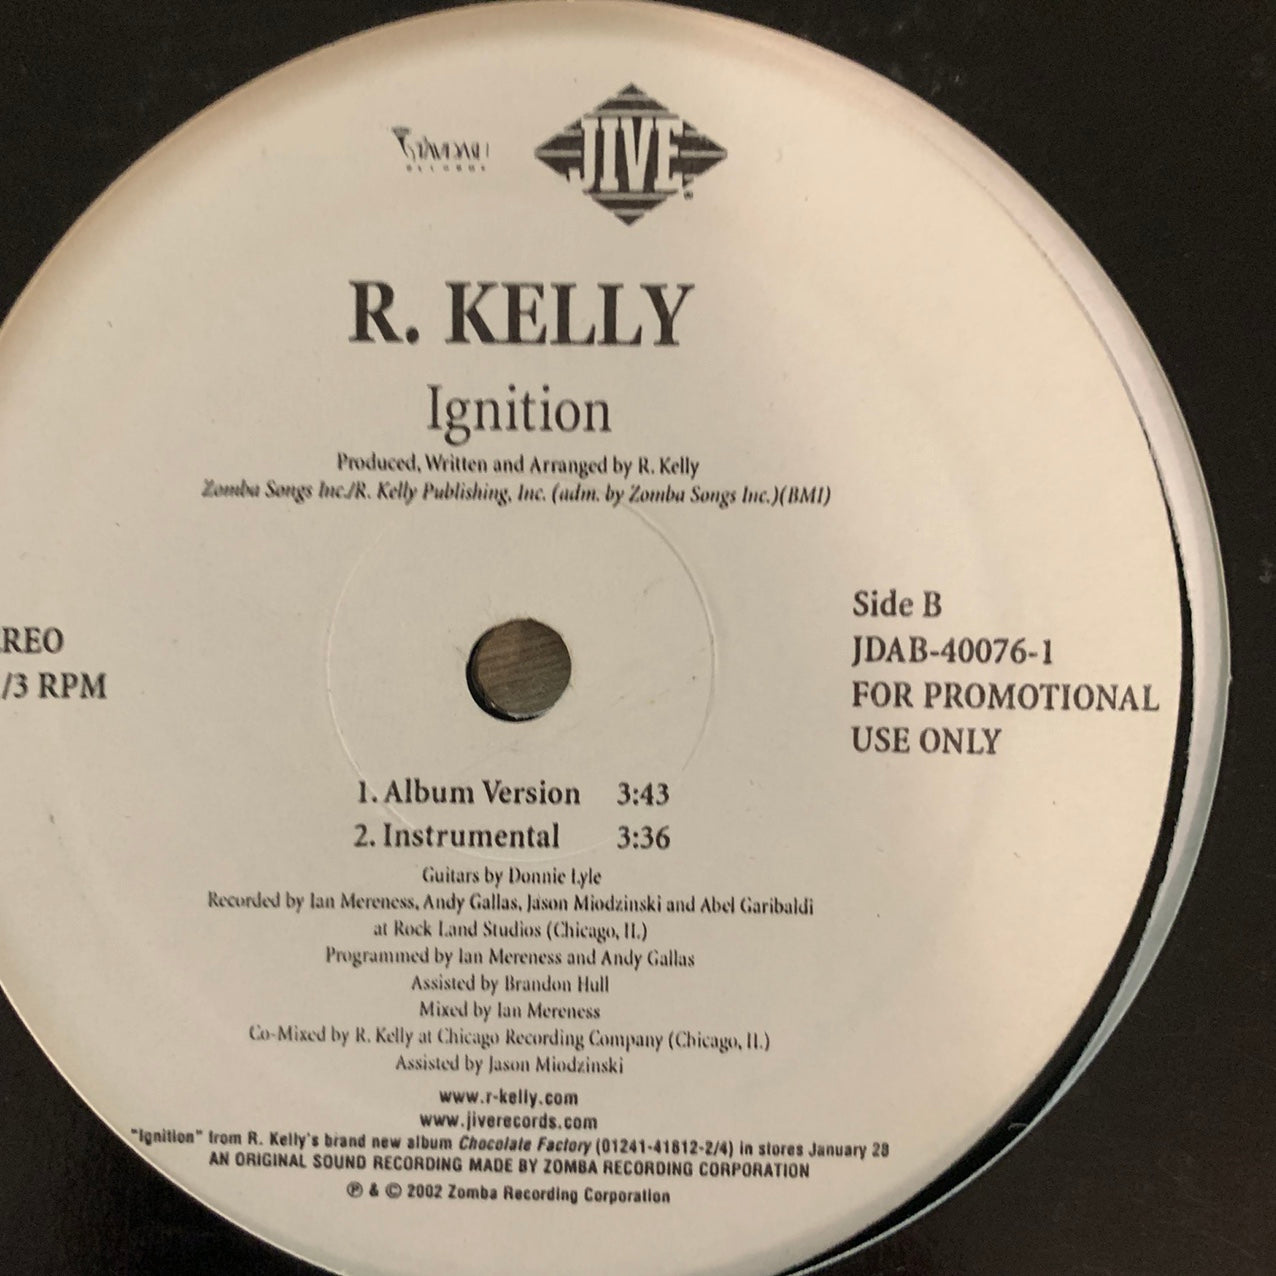 JIVE
R. KELLY
Ignition
Produced, Written and Arranged by R. Kelly
Zomba Songs Inc./R. Kelly Publishing, Inc. (adm. by Zomba Songs Inc.)(BMI)
REO
/3 RPM
Side B
JDAB-40076-1
FOR PROMOTIONAL
USE ONLY
1. Album Version 3:43
2. Instrumental 3:36
Guitars by Donnie Lyle
Recorded by Ian Mereness, Andy Gallas, Jason Miodzinski and Abel Garibaldi
at Rock Land Studios (Chicago, IL)
Programmed by Ian Mereness and Andy Gallas
Assisted by Brandon Hull
Mixed by Ian Mereness
Co-Mixed by R. Kelly at Chicago Recording Company (Chicago, IL)
Assisted by Jason Miodzinski
www.r-kelly.com
www.jiverecords.com
"Ignition" from R. Kelly's brand new album Chocolate Factory (01241-41812-2/4) in stores January 28
AN ORIGINAL SOUND RECORDING MADE BY ZOMBA RECORDING CORPORATION
℗ & © 2002 Zomba Recording Corporation